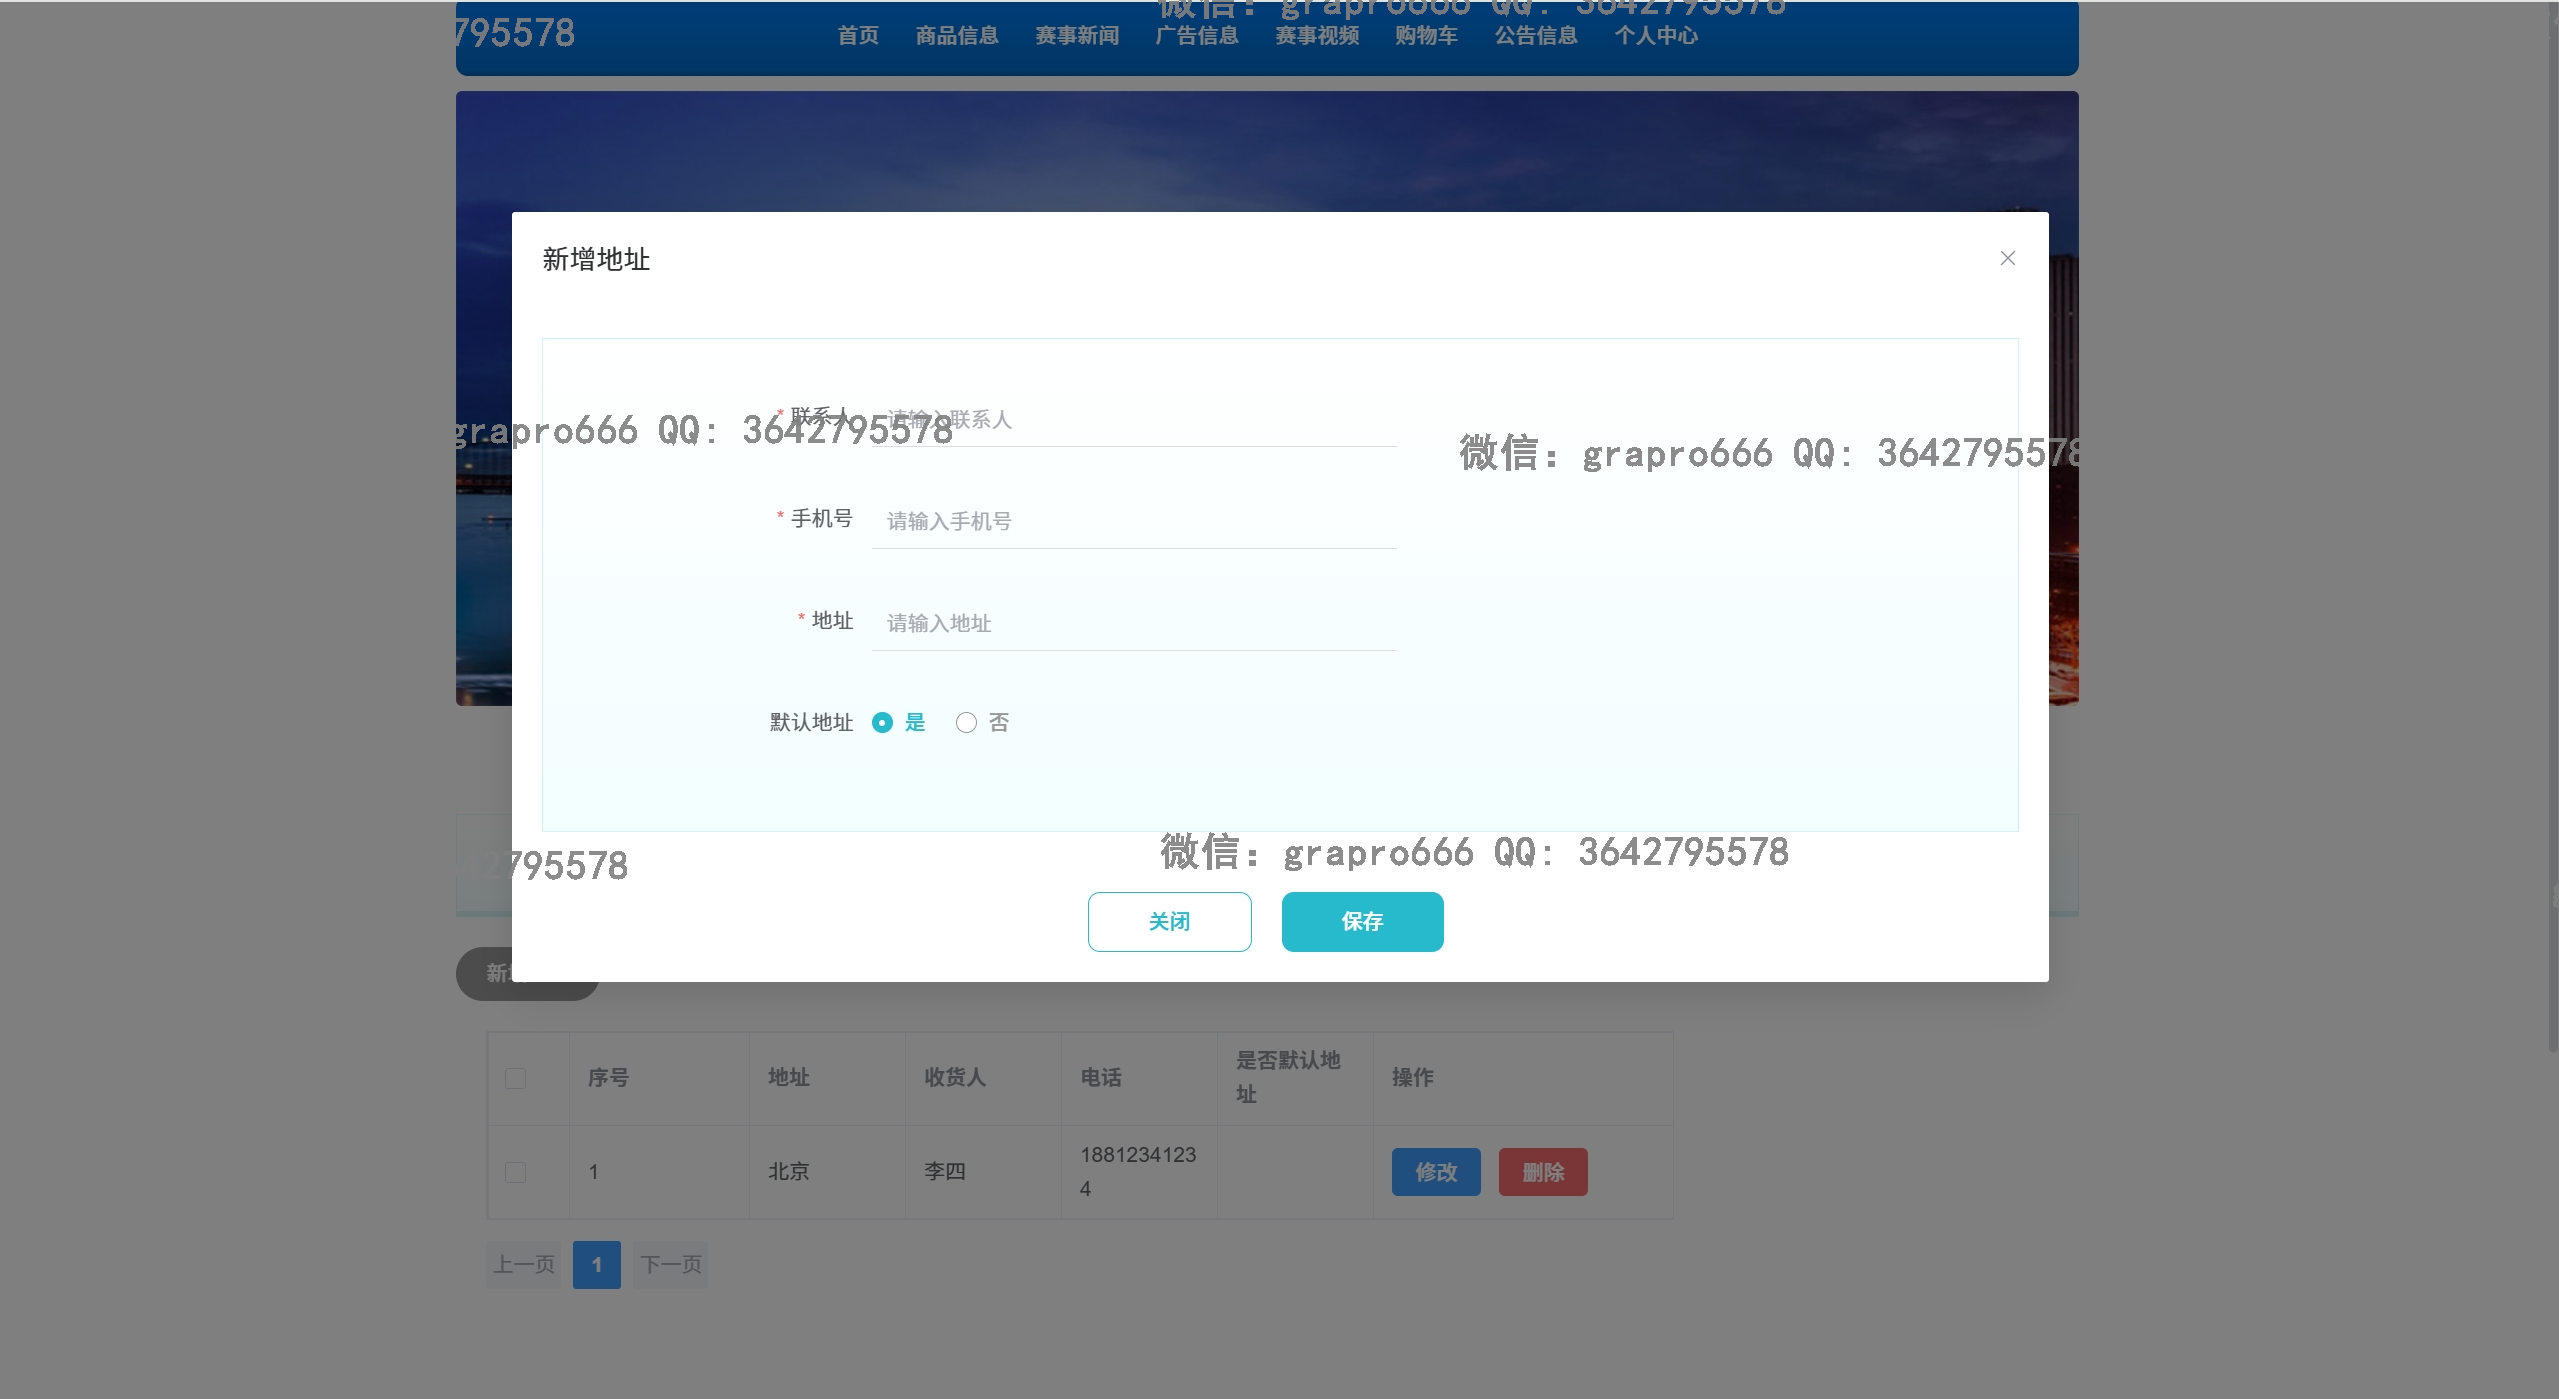 微信：grapro666 QQ: 3642795578
795578
首页 商品信息 赛事新闻 广告信息 赛事视频 购物车 公告信息 个人中心
新增地址
* 联系人 请输入联系人
grapro666 QQ: 3642795578
微信：grapro666 QQ: 3642795578
* 手机号 请输入手机号
* 地址 请输入地址
默认地址 是 否
微信：grapro666 QQ: 3642795578
2795578
关闭 保存
新增
序号 地址 收货人 电话 是否默认地址 操作
1 北京 李四 18812341234 修改 删除
上一页 1 下一页